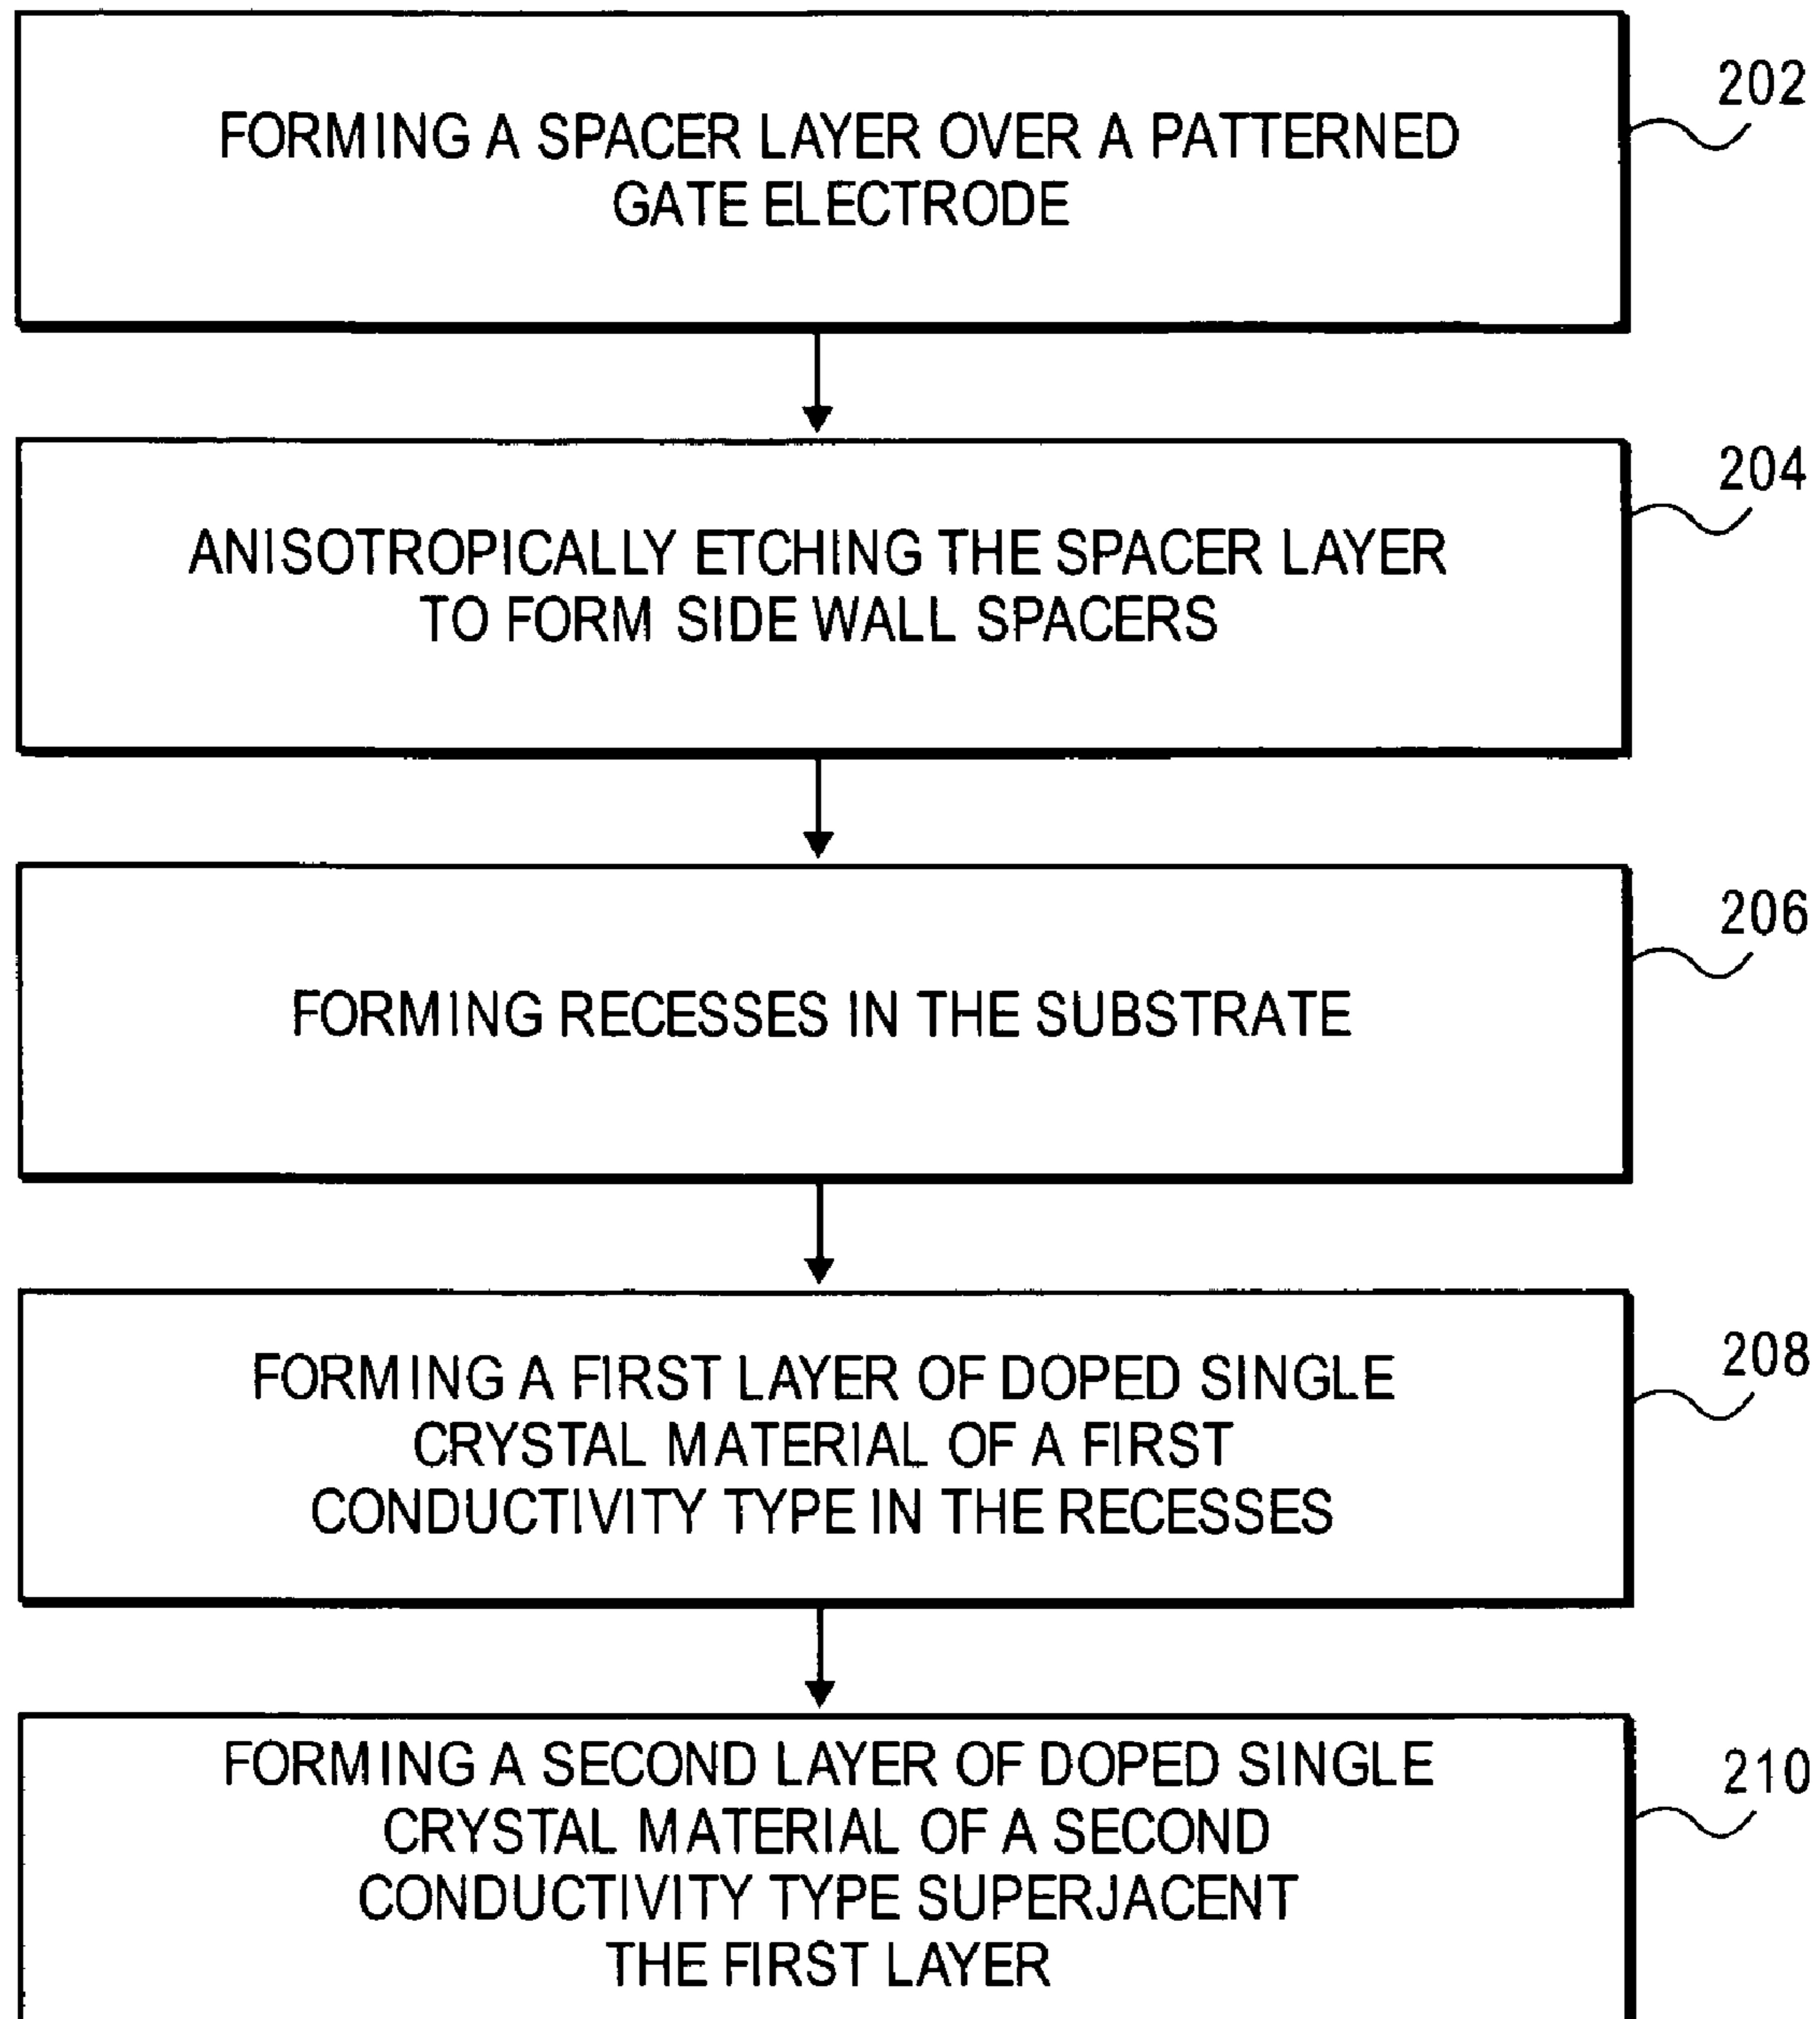 202
FORMING A SPACER LAYER OVER A PATTERNED
GATE ELECTRODE
204
ANISOTROPICALLY ETCHING THE SPACER LAYER
TO FORM SIDE WALL SPACERS
206
FORMING RECESSES IN THE SUBSTRATE
208
FORMING A FIRST LAYER OF DOPED SINGLE
CRYSTAL MATERIAL OF A FIRST
CONDUCTIVITY TYPE IN THE RECESSES
210
FORMING A SECOND LAYER OF DOPED SINGLE
CRYSTAL MATERIAL OF A SECOND
CONDUCTIVITY TYPE SUPERJACENT
THE FIRST LAYER